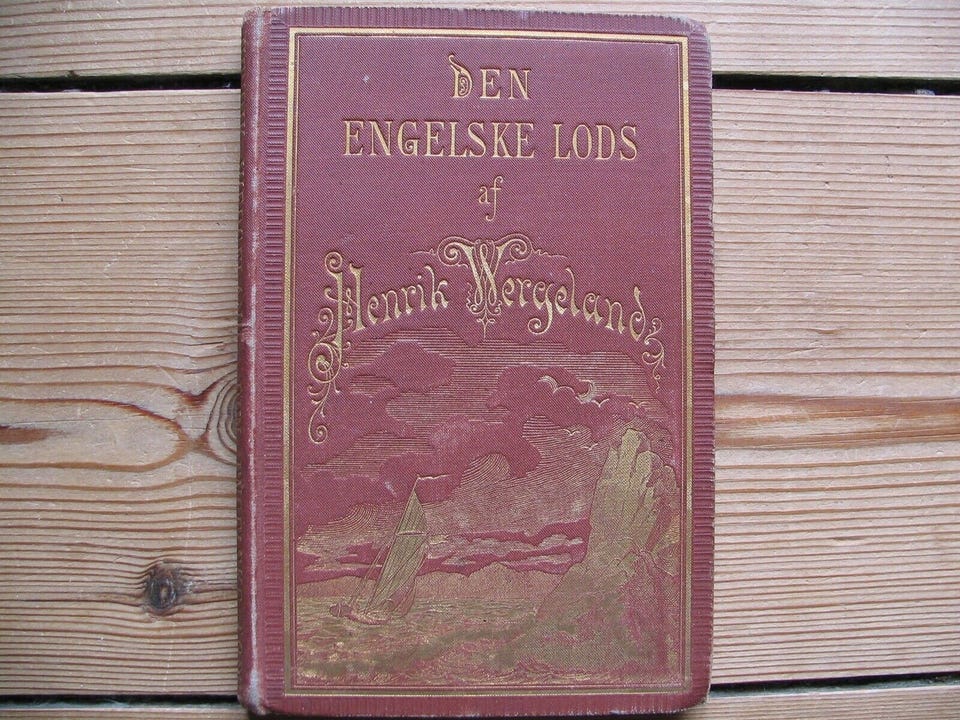 DEN
ENGELSKE LODS
af
Henrik Wergeland